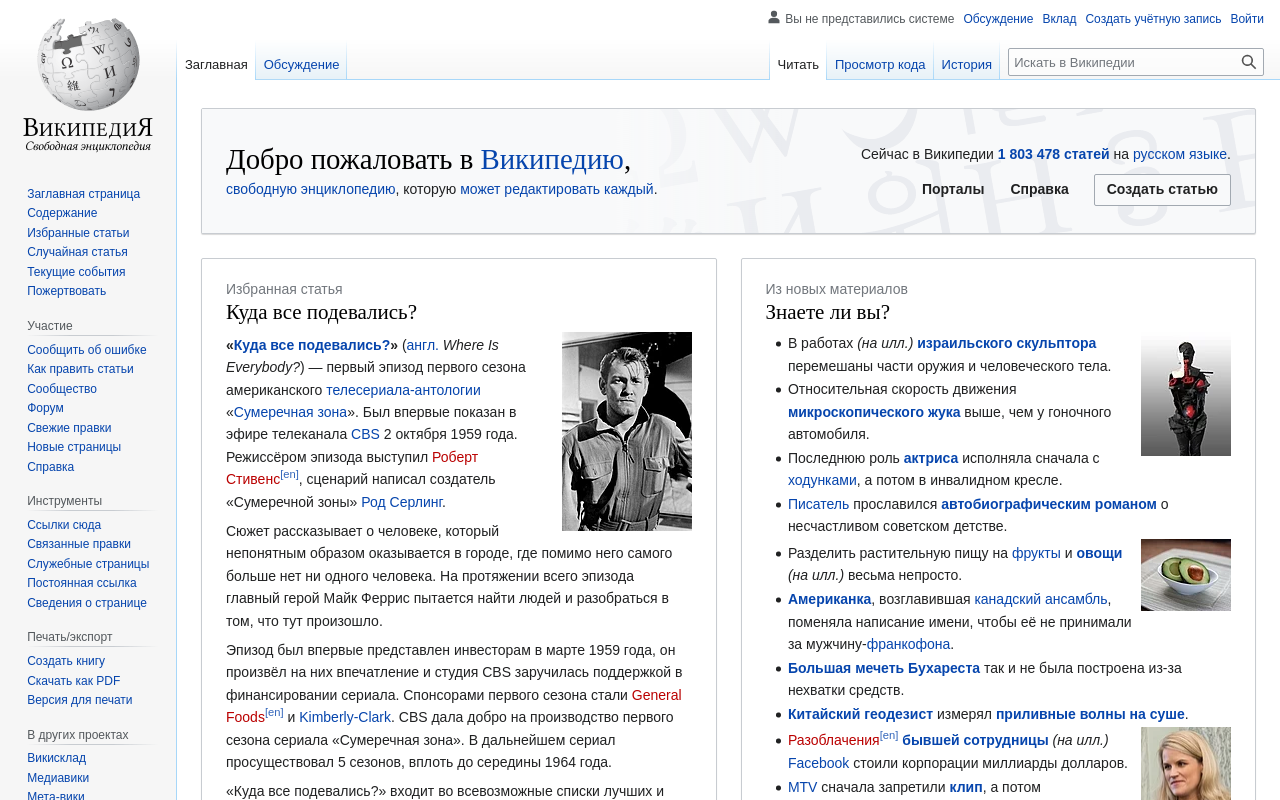 Вы не представились системе Обсуждение Вклад Создать учётную запись Войти
Заглавная Обсуждение Читать Просмотр кода История Искать в Википедии
ВикипедиЯ
Свободная энциклопедия
Заглавная страница
Содержание
Избранные статьи
Случайная статья
Текущие события
Пожертвовать
Участие
Сообщить об ошибке
Как править статьи
Сообщество
Форум
Свежие правки
Новые страницы
Справка
Инструменты
Ссылки сюда
Связанные правки
Служебные страницы
Постоянная ссылка
Сведения о странице
Печать/экспорт
Создать книгу
Скачать как PDF
Версия для печати
В других проектах
Викисклад
Медиавики
Мета-вики
Добро пожаловать в Википедию,
свободную энциклопедию, которую может редактировать каждый.
Сейчас в Википедии 1 803 478 статей на русском языке.
Порталы Справка Создать статью
Избранная статья
Куда все подевались?
«Куда все подевались?» (англ. Where Is
Everybody?) — первый эпизод первого сезона
американского телесериала-антологии
«Сумеречная зона». Был впервые показан в
эфире телеканала CBS 2 октября 1959 года.
Режиссёром эпизода выступил Роберт
Стивенс[en], сценарий написал создатель
«Сумеречной зоны» Род Серлинг.
Сюжет рассказывает о человеке, который
непонятным образом оказывается в городе, где помимо него самого
больше нет ни одного человека. На протяжении всего эпизода
главный герой Майк Феррис пытается найти людей и разобраться в
том, что тут произошло.
Эпизод был впервые представлен инвесторам в марте 1959 года, он
произвёл на них впечатление и студия CBS заручилась поддержкой в
финансировании сериала. Спонсорами первого сезона стали General
Foods[en] и Kimberly-Clark. CBS дала добро на производство первого
сезона сериала «Сумеречная зона». В дальнейшем сериал
просуществовал 5 сезонов, вплоть до середины 1964 года.
«Куда все подевались?» входит во всевозможные списки лучших и
Из новых материалов
Знаете ли вы?
В работах (на илл.) израильского скульптора
перемешаны части оружия и человеческого тела.
Относительная скорость движения
микроскопического жука выше, чем у гоночного
автомобиля.
Последнюю роль актриса исполняла сначала с
ходунками, а потом в инвалидном кресле.
Писатель прославился автобиографическим романом о
несчастливом советском детстве.
Разделить растительную пищу на фрукты и овощи
(на илл.) весьма непросто.
Американка, возглавившая канадский ансамбль,
поменяла написание имени, чтобы её не принимали
за мужчину-франкофона.
Большая мечеть Бухареста так и не была построена из-за
нехватки средств.
Китайский геодезист измерял приливные волны на суше.
Разоблачения[en] бывшей сотрудницы (на илл.)
Facebook стоили корпорации миллиарды долларов.
MTV сначала запретили клип, а потом